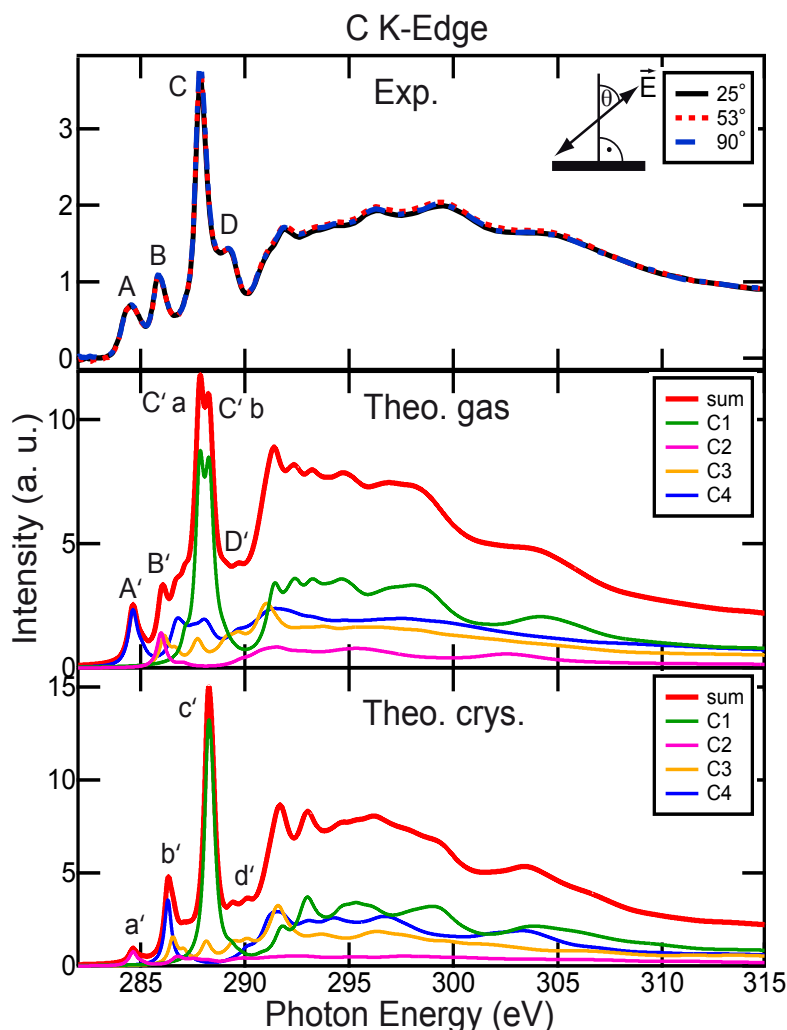 C K-Edge
Exp.
C
B
A
D
θ
E⃗
25°
53°
90°
3
2
1
0
Theo. gas
C‘ a
C‘ b
A‘
B‘
D‘
sum
C1
C2
C3
C4
10
5
0
Theo. crys.
c‘
b‘
a‘
d‘
sum
C1
C2
C3
C4
15
10
5
0
285
290
295
300
305
310
315
Intensity (a. u.)
Photon Energy (eV)